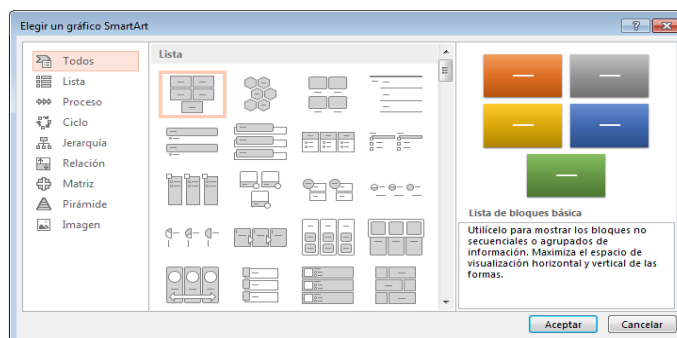 Elegir un gráfico SmartArt
Todos
Lista
Proceso
Ciclo
Jerarquía
Relación
Matriz
Pirámide
Imagen
Lista
Lista de bloques básica
Utilícelo para mostrar los bloques no
secuenciales o agrupados de
información. Maximiza el espacio de
visualización horizontal y vertical de las
formas.
Aceptar
Cancelar